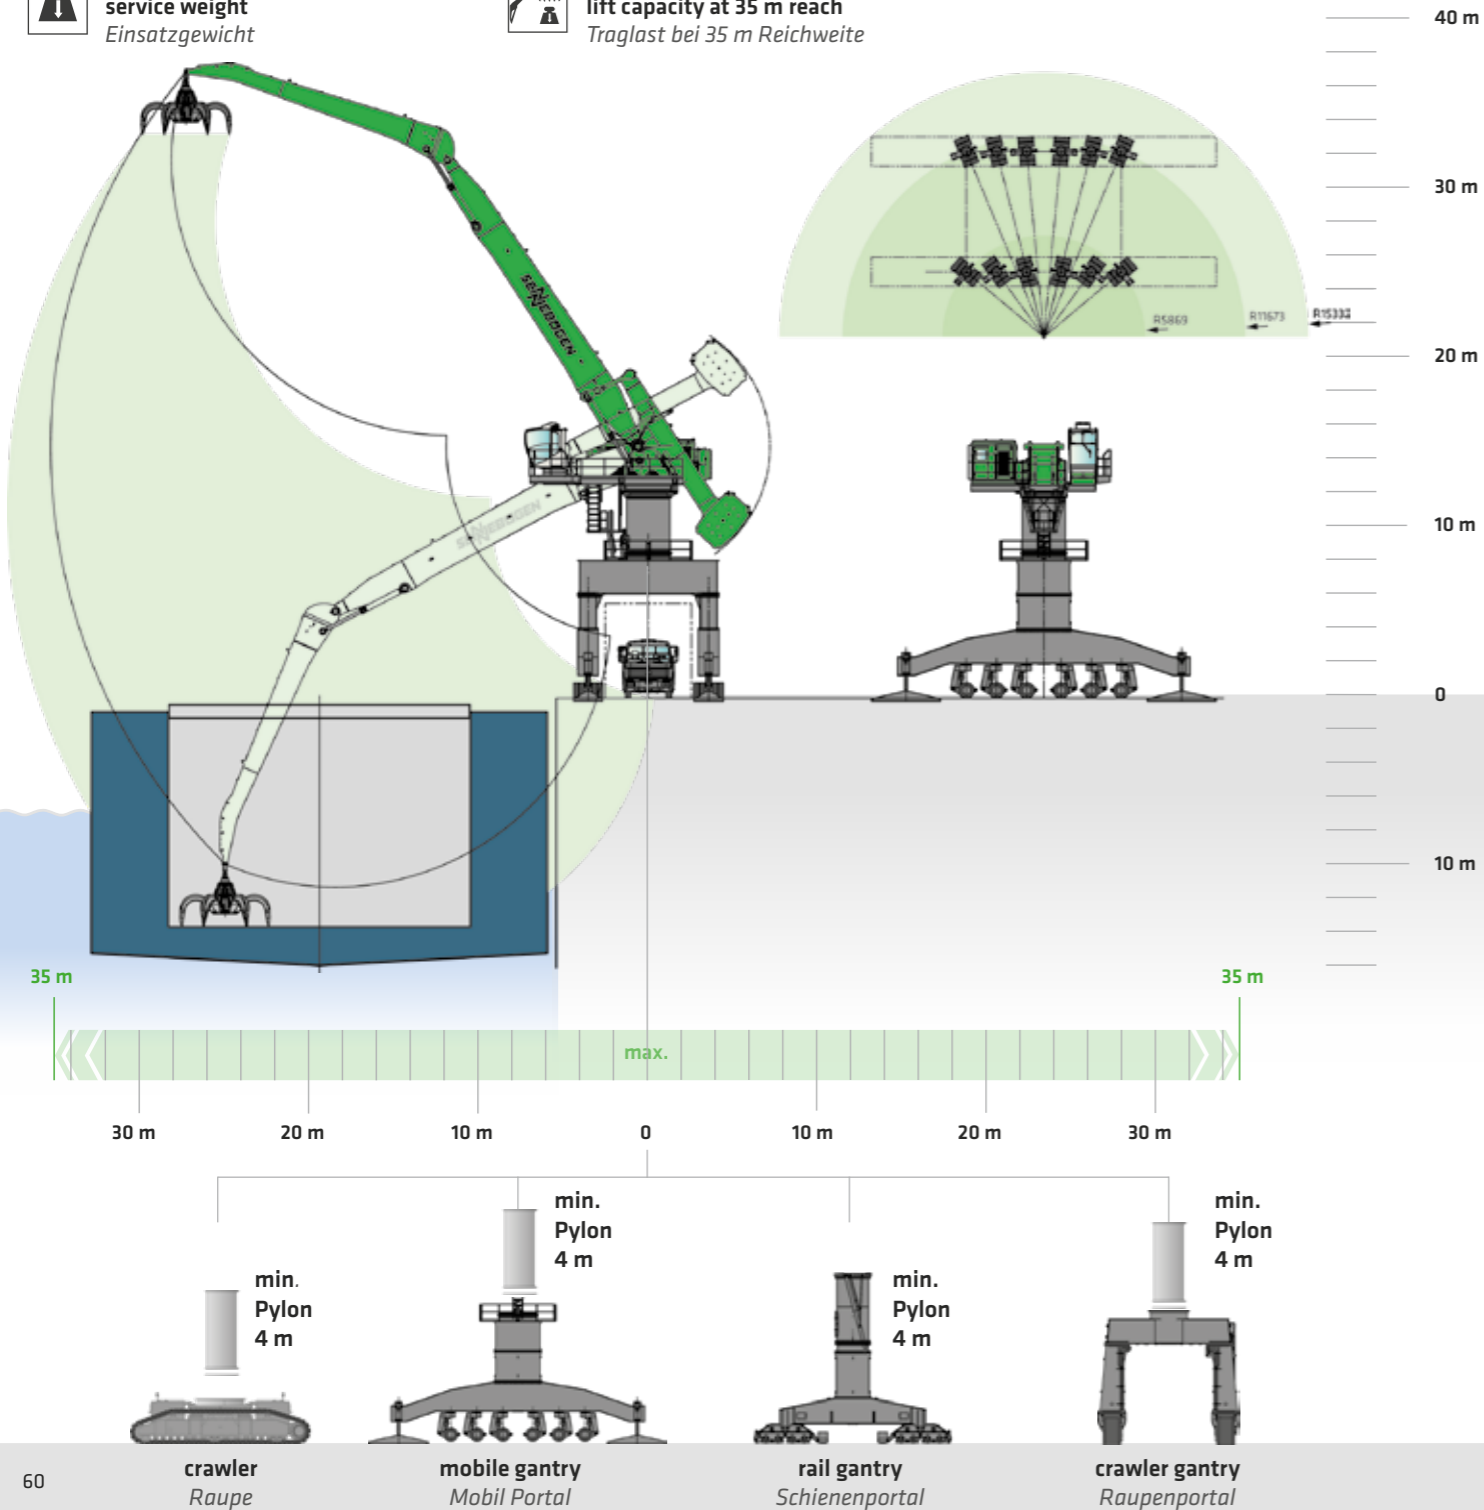 service weight
Einsatzgewicht
lift capacity at 35 m reach
Traglast bei 35 m Reichweite
40 m
30 m
20 m
10 m
0
10 m
R5869
R11673
SENNEBOGEN
SENNEBOGEN
35 m
35 m
max.
30 m
20 m
10 m
0
10 m
20 m
30 m
min.
Pylon
4 m
min.
Pylon
4 m
min.
Pylon
4 m
min.
Pylon
4 m
crawler
Raupe
mobile gantry
Mobil Portal
rail gantry
Schienenportal
crawler gantry
Raupenportal
60